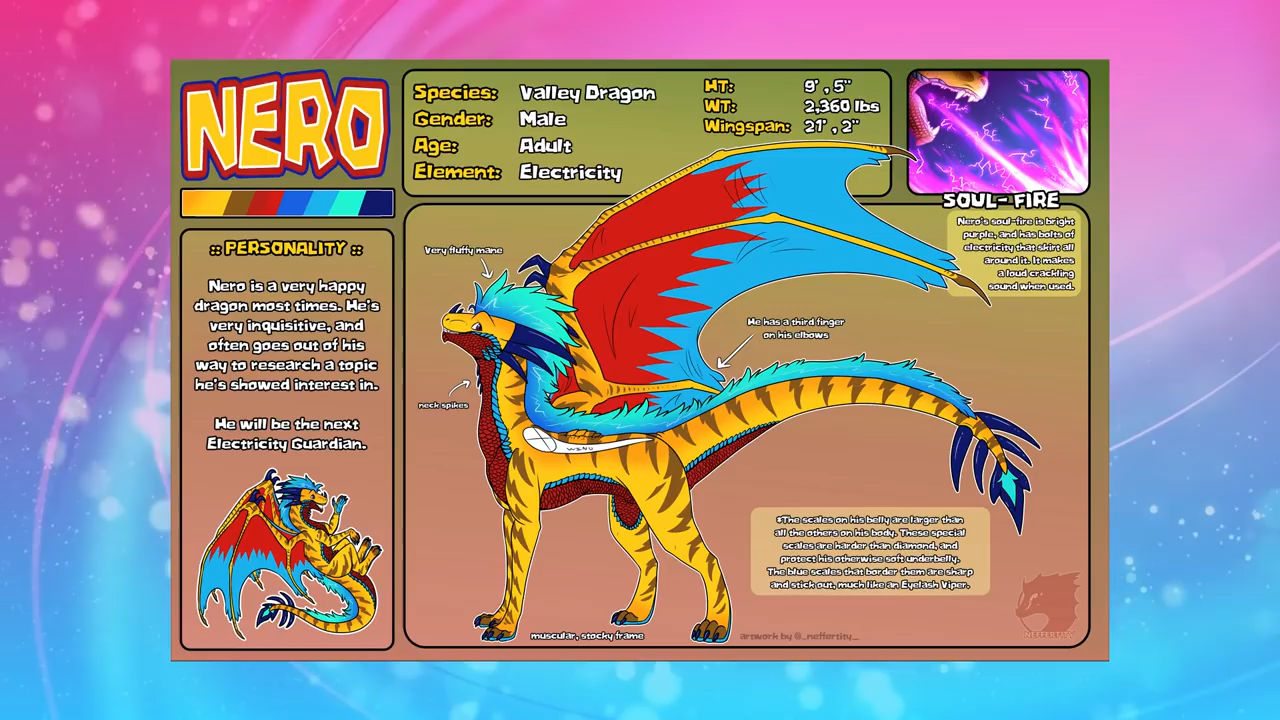 NERO
Species: Valley Dragon
Gender: Male
Age: Adult
Element: Electricity
HT: 9' , 5"
WT: 2,360 lbs
Wingspan: 21' , 2"
SOUL-FIRE
Nero's soul-fire is bright
purple, and has bolts of
electricity that skirt all
around it. It makes
a loud crackling
sound when used.
:: PERSONALITY ::
Nero is a very happy
dragon most times. He's
very inquisitive, and
often goes out of his
way to research a topic
he's showed interest in.
He will be the next
Electricity Guardian.
Very fluffy mane
He has a third finger
on his elbows
neck spikes
WING
*The scales on his belly are larger than
all the others on his body. These special
scales are harder than diamond, and
protect his otherwise soft underbelly.
The blue scales that border them are sharp
and stick out, much like an Eyelash Viper.
muscular, stocky frame
artwork by @_neffertity_
NEFFERTITY